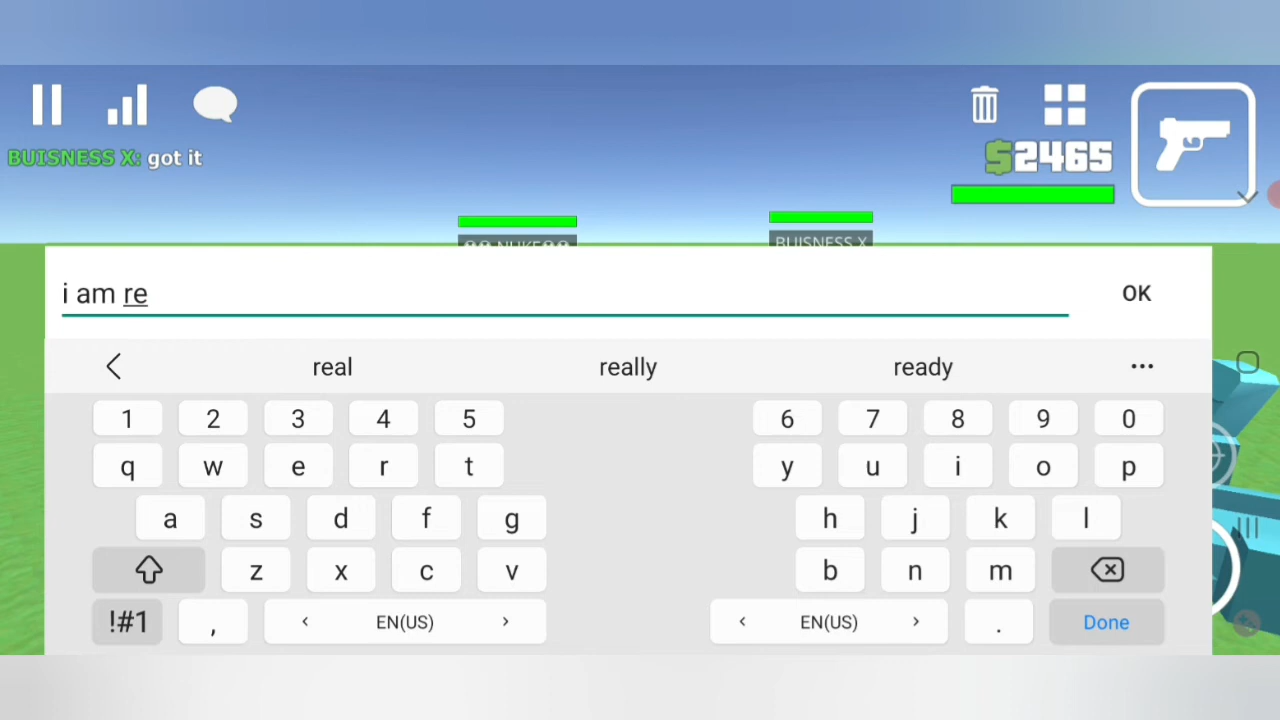 BUISNESS X: got it
$2465
NUKE
BUISNESS X
i am re
OK
real really ready
1 2 3 4 5 6 7 8 9 0
q w e r t y u i o p
a s d f g h j k l
z x c v b n m
!#1 , EN(US) EN(US) . Done